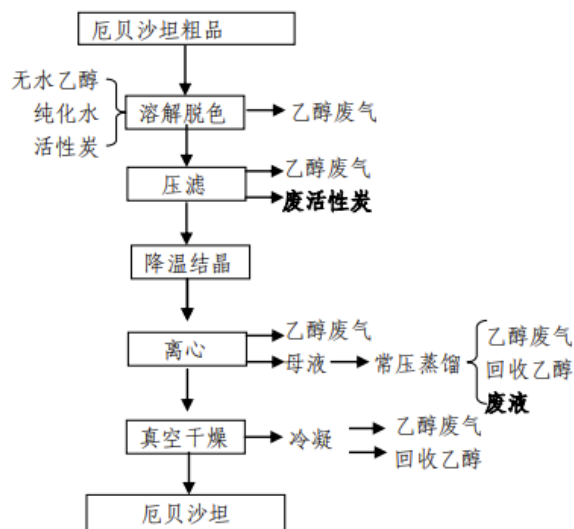 厄贝沙坦粗品
无水乙醇
纯化水
活性炭
溶解脱色
乙醇废气
压滤
乙醇废气
废活性炭
降温结晶
离心
乙醇废气
母液
常压蒸馏
乙醇废气
回收乙醇
废液
真空干燥
冷凝
乙醇废气
回收乙醇
厄贝沙坦